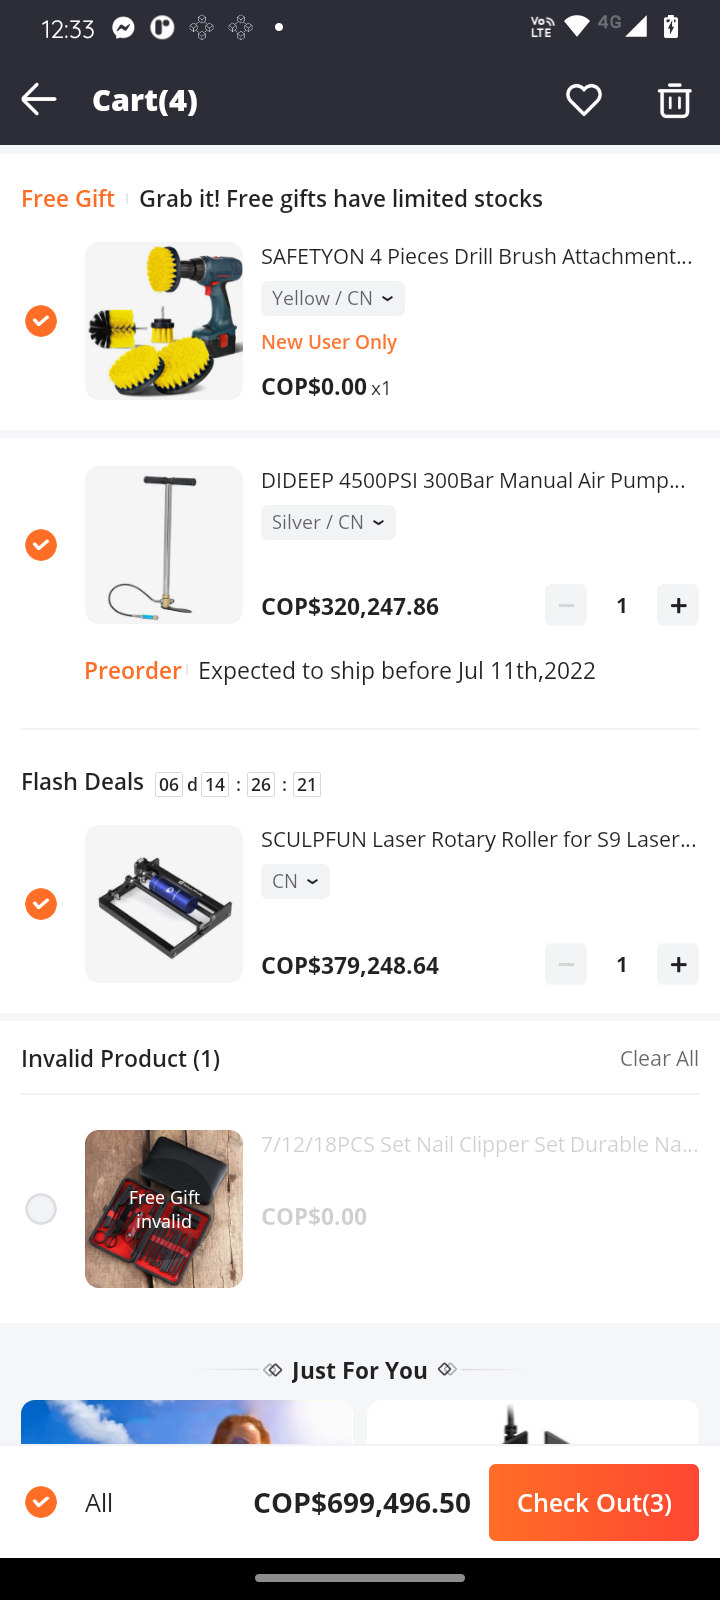 12:33
Vo LTE
4G
Cart(4)
Free Gift
Grab it! Free gifts have limited stocks
SAFETYON 4 Pieces Drill Brush Attachment...
Yellow / CN
New User Only
COP$0.00 x1
DIDEEP 4500PSI 300Bar Manual Air Pump...
Silver / CN
COP$320,247.86
1
Preorder
Expected to ship before Jul 11th,2022
Flash Deals 06 d 14 : 26 : 21
SCULPFUN Laser Rotary Roller for S9 Laser...
CN
COP$379,248.64
1
Invalid Product (1)
Clear All
7/12/18PCS Set Nail Clipper Set Durable Na...
Free Gift
invalid
COP$0.00
Just For You
All
COP$699,496.50
Check Out(3)